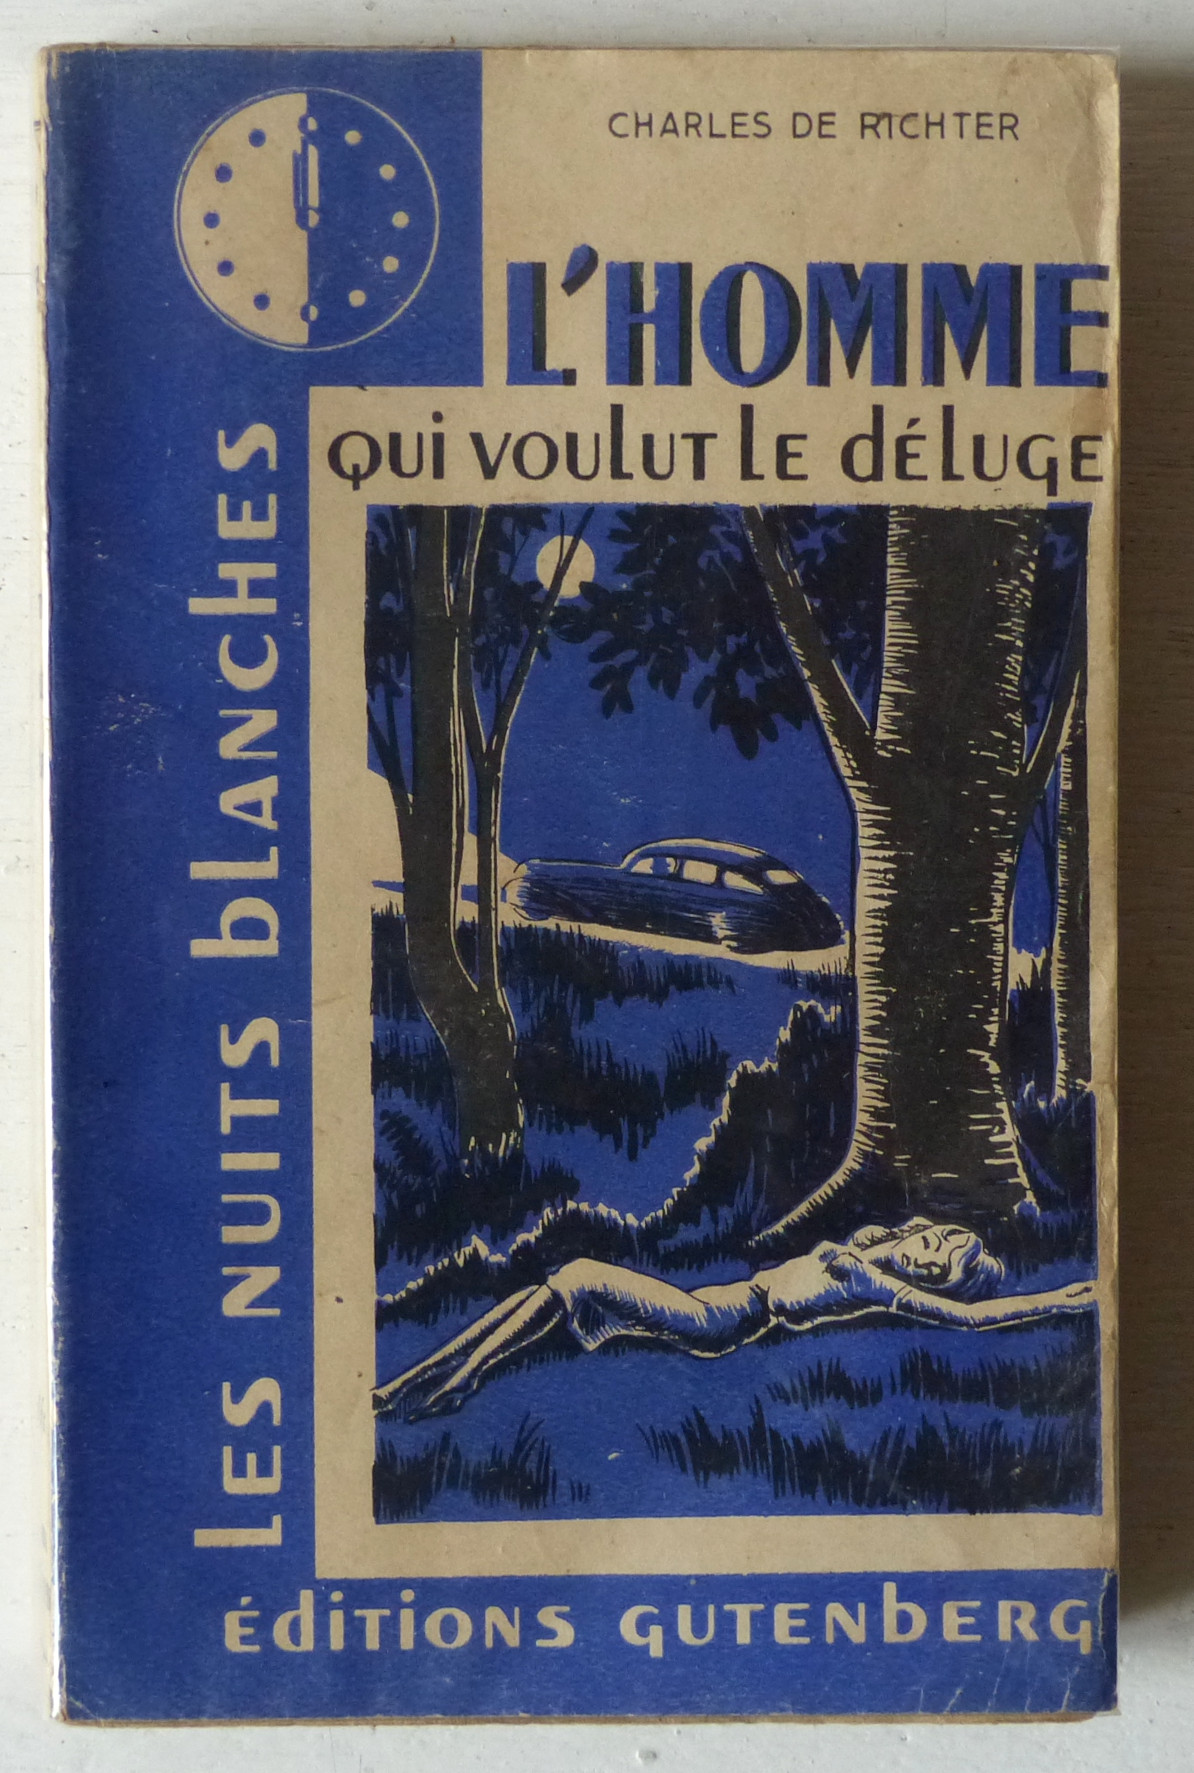 CHARLES DE RICHTER
L'HOMME
QUI VOULUT LE DÉLUGE
LES NUITS BLANCHES
ÉDITIONS GUTENBERG